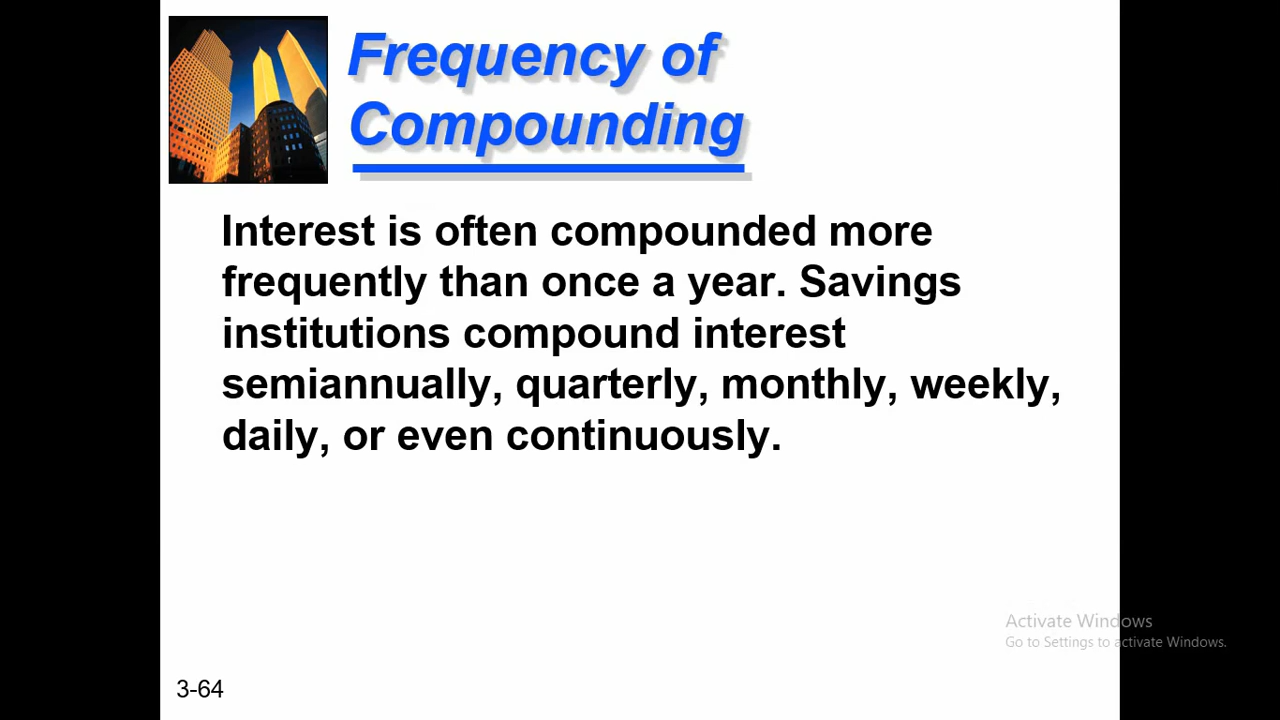 Frequency of
Compounding
Interest is often compounded more
frequently than once a year. Savings
institutions compound interest
semiannually, quarterly, monthly, weekly,
daily, or even continuously.
Activate Windows
Go to Settings to activate Windows.
3-64